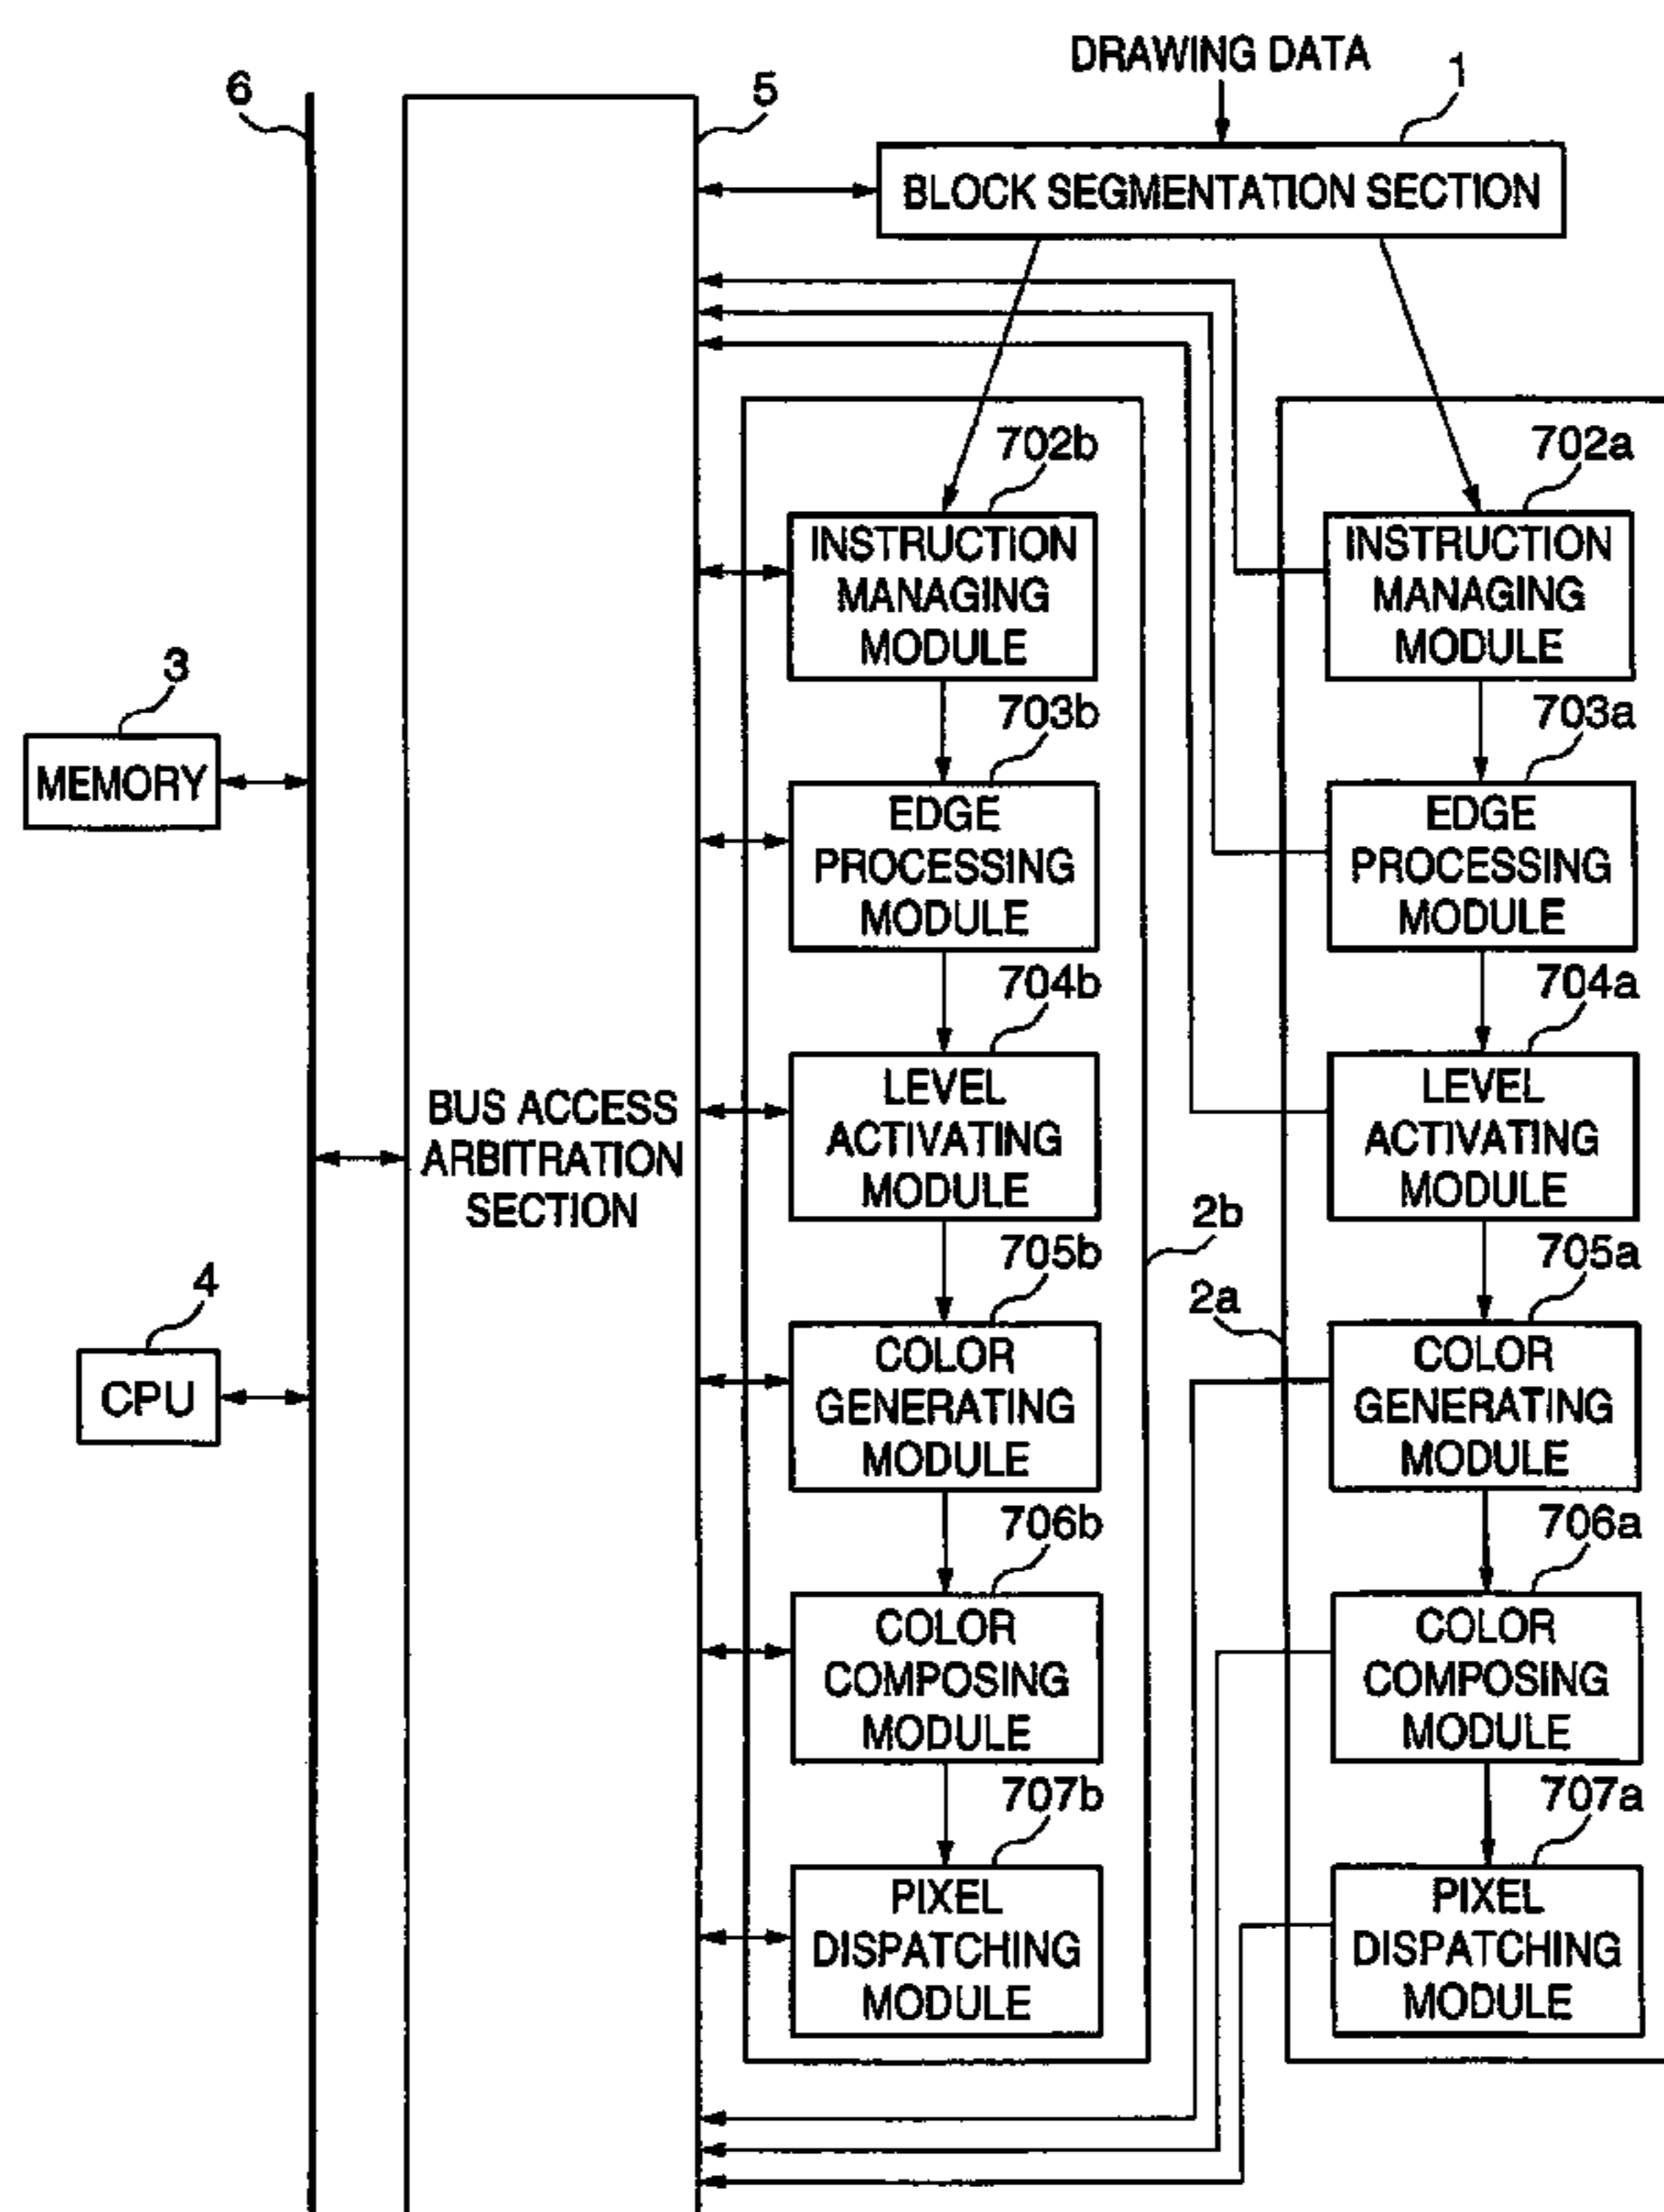 DRAWING DATA
6
5
1
BLOCK SEGMENTATION SECTION
702b
702a
INSTRUCTION
MANAGING
MODULE
INSTRUCTION
MANAGING
MODULE
3
MEMORY
703b
703a
EDGE
PROCESSING
MODULE
EDGE
PROCESSING
MODULE
704b
704a
BUS ACCESS
ARBITRATION
SECTION
LEVEL
ACTIVATING
MODULE
LEVEL
ACTIVATING
MODULE
2b
2a
4
CPU
705b
705a
COLOR
GENERATING
MODULE
COLOR
GENERATING
MODULE
706b
706a
COLOR
COMPOSING
MODULE
COLOR
COMPOSING
MODULE
707b
707a
PIXEL
DISPATCHING
MODULE
PIXEL
DISPATCHING
MODULE